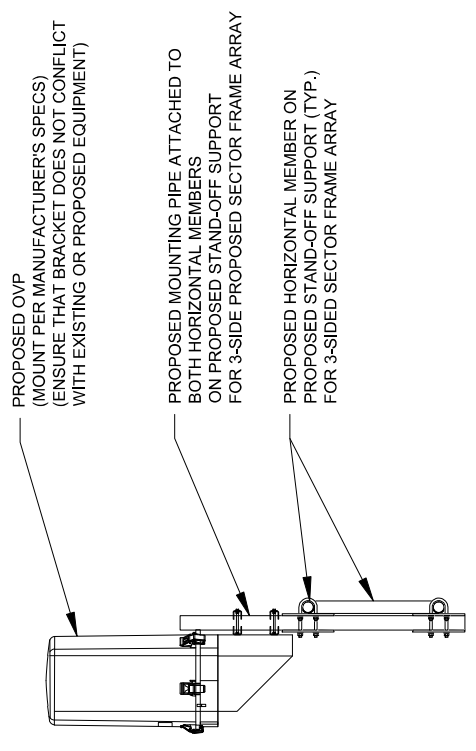 PROPOSED OVP
(MOUNT PER MANUFACTURER'S SPECS)
(ENSURE THAT BRACKET DOES NOT CONFLICT
WITH EXISTING OR PROPOSED EQUIPMENT)
PROPOSED MOUNTING PIPE ATTACHED TO
BOTH HORIZONTAL MEMBERS
ON PROPOSED STAND-OFF SUPPORT
FOR 3-SIDE PROPOSED SECTOR FRAME ARRAY
PROPOSED HORIZONTAL MEMBER ON
PROPOSED STAND-OFF SUPPORT (TYP.)
FOR 3-SIDED SECTOR FRAME ARRAY